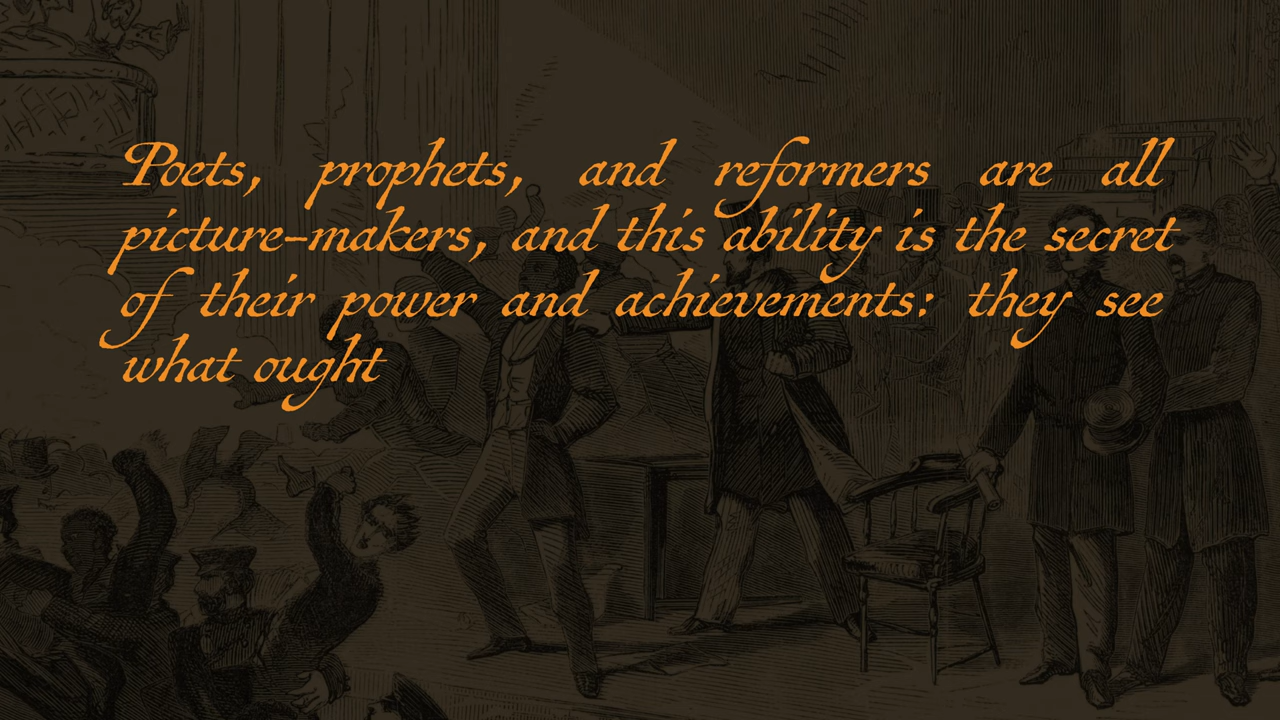 Poets, prophets, and reformers are all
picture-makers, and this ability is the secret
of their power and achievements: they see
what ought